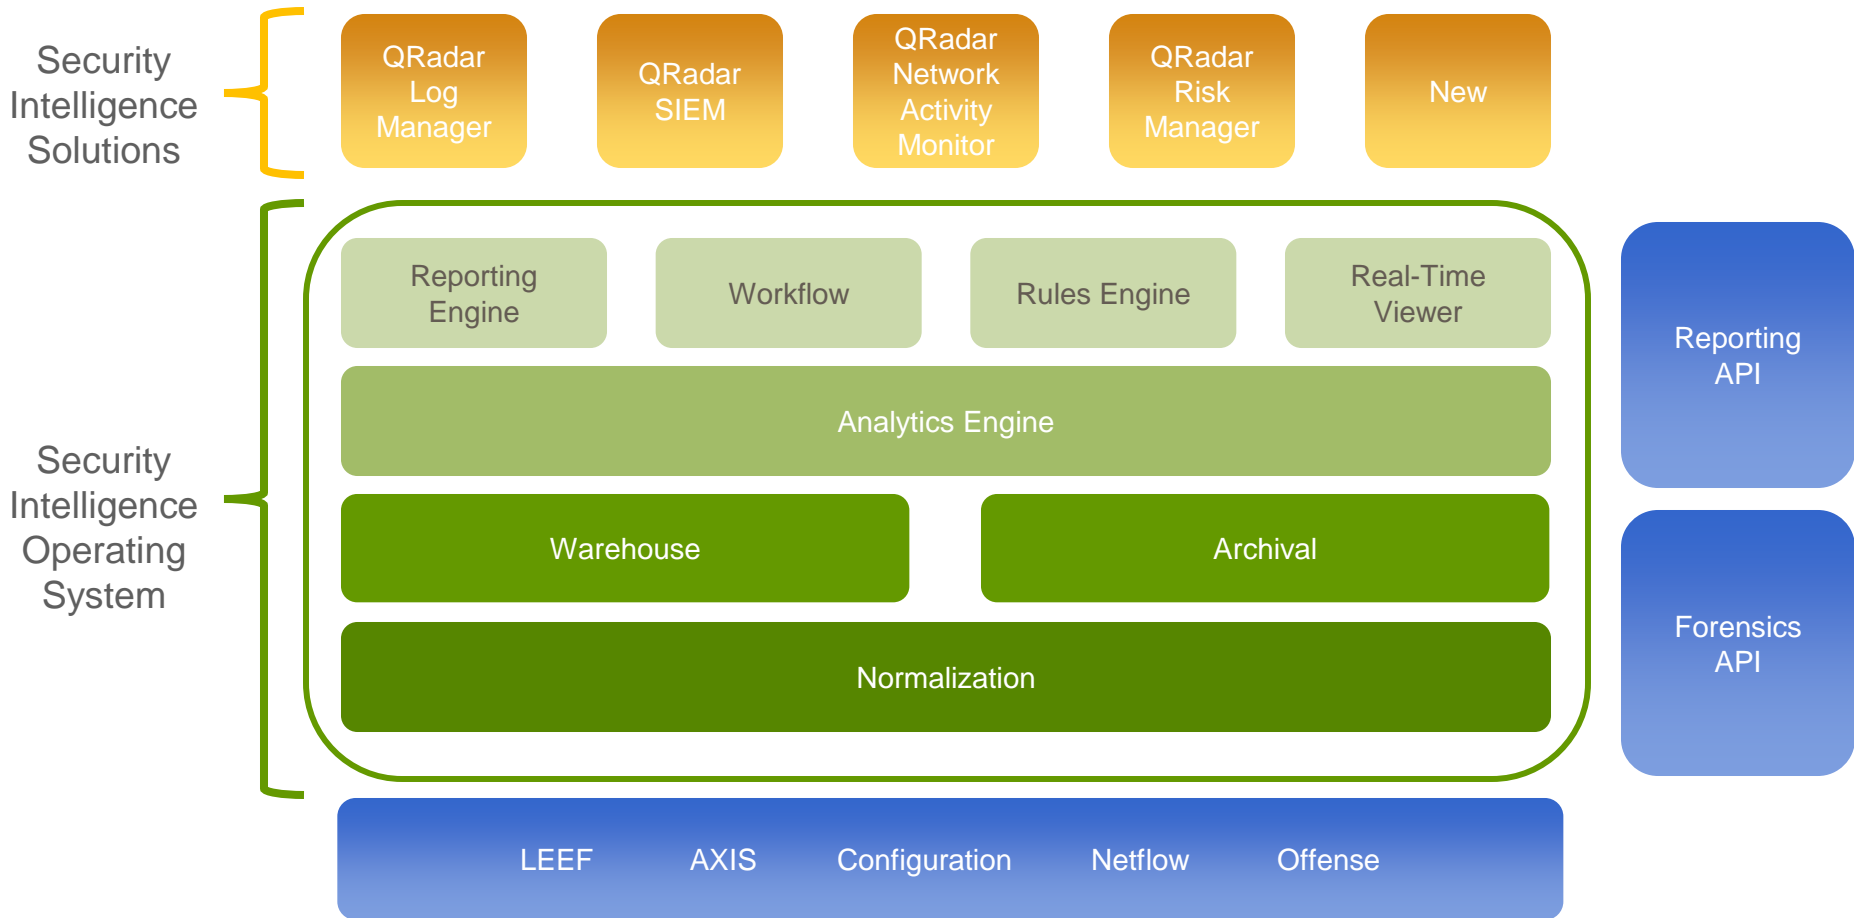 Security
Intelligence
Solutions
QRadar
Log
Manager
QRadar
SIEM
QRadar
Network
Activity
Monitor
QRadar
Risk
Manager
New
Security
Intelligence
Operating
System
Reporting
Engine
Workflow
Rules Engine
Real-Time
Viewer
Analytics Engine
Warehouse
Archival
Normalization
Reporting
API
Forensics
API
LEEF
AXIS
Configuration
Netflow
Offense